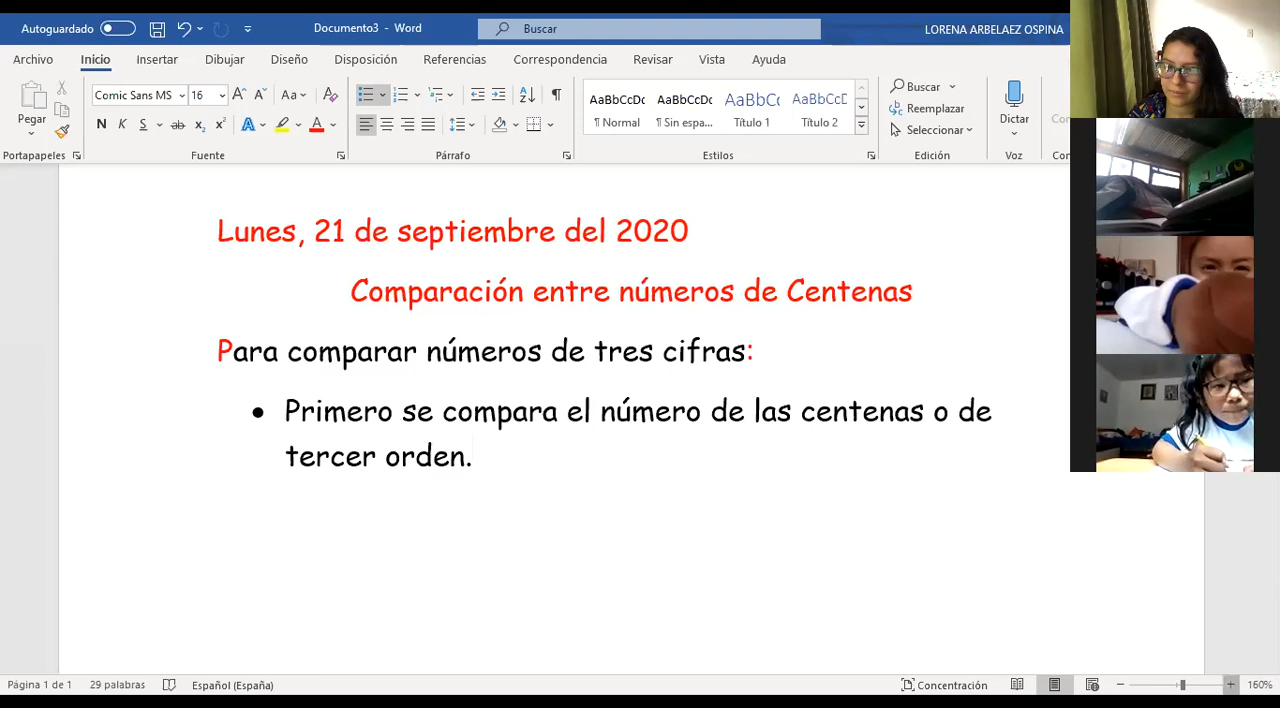 Autoguardado
Documento3 - Word
Buscar
LORENA ARBELAEZ OSPINA
Archivo Inicio Insertar Dibujar Diseño Disposición Referencias Correspondencia Revisar Vista Ayuda
Pegar
Portapapeles
Comic Sans MS 16
Aa
N K S ab x₂ x²
A A
Fuente
Párrafo
AaBbCcDc AaBbCcDc AaBbCc AaBbCcD
¶ Normal ¶ Sin espa... Título 1 Título 2
Estilos
Buscar
Reemplazar
Seleccionar
Edición
Dictar
Voz
Lunes, 21 de septiembre del 2020
Comparación entre números de Centenas
Para comparar números de tres cifras:
• Primero se compara el número de las centenas o de
tercer orden.
Página 1 de 1 29 palabras Español (España) Concentración 160%